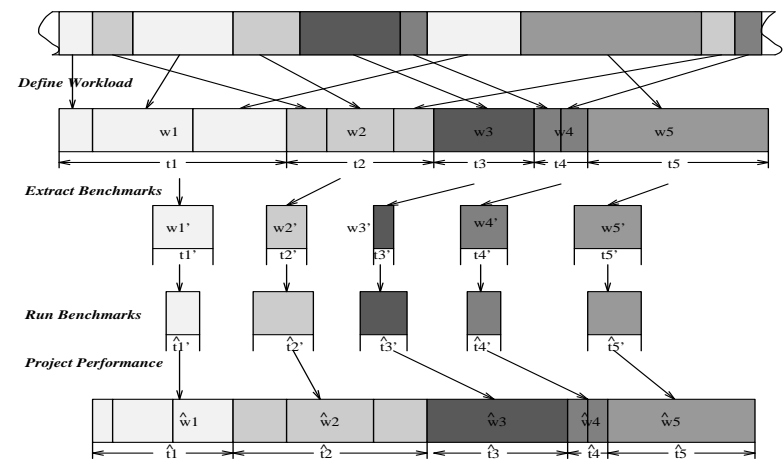 Define Workload
w1 w2 w3 w4 w5
t1 t2 t3 t4 t5
Extract Benchmarks
w1' w2' w3' w4' w5'
t1' t2' t3' t4' t5'
Run Benchmarks
t̂1' t̂2' t̂3' t̂4' t̂5'
Project Performance
ŵ1 ŵ2 ŵ3 ŵ4 ŵ5
t̂1 t̂2 t̂3 t̂4 t̂5